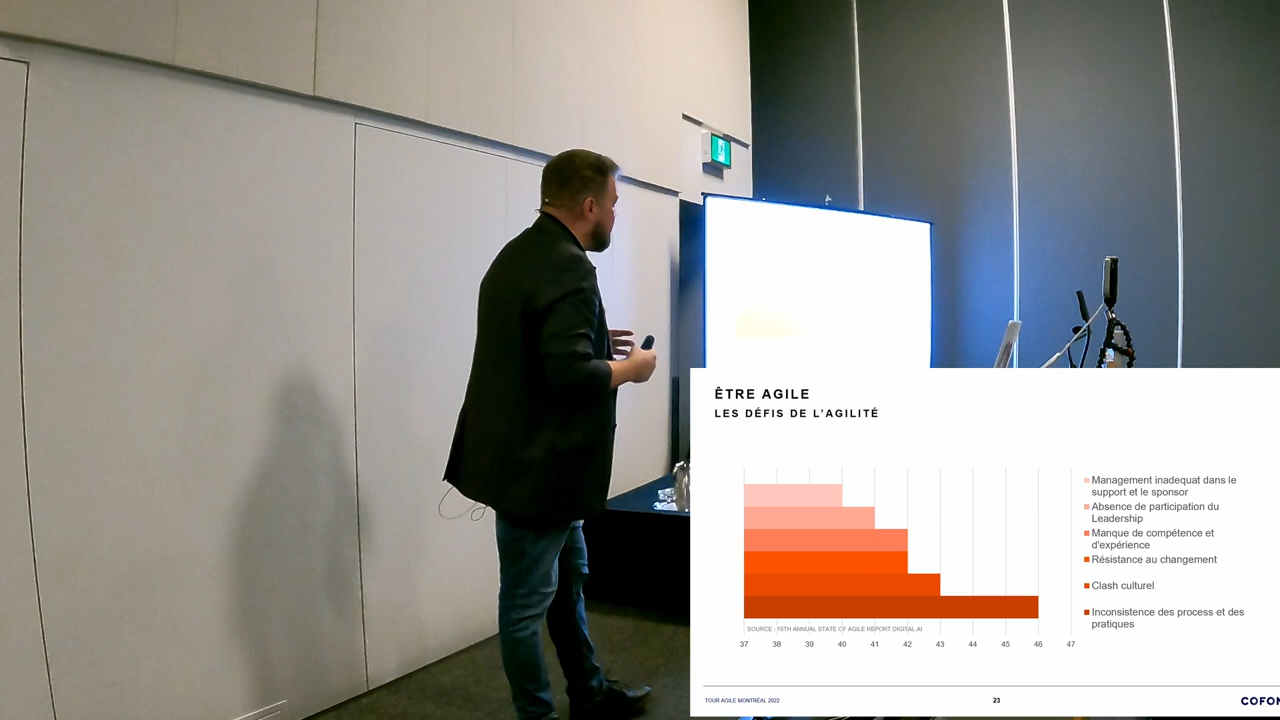 ÊTRE AGILE
LES DÉFIS DE L'AGILITÉ
Management inadequat dans le
support et le sponsor
Absence de participation du
Leadership
Manque de compétence et
d'expérience
Résistance au changement
Clash culturel
Inconsistence des process et des
pratiques
SOURCE : 15TH ANNUAL STATE OF AGILE REPORT DIGITAL.AI
37 38 39 40 41 42 43 44 45 46 47
TOUR AGILE MONTRÉAL 2022
23